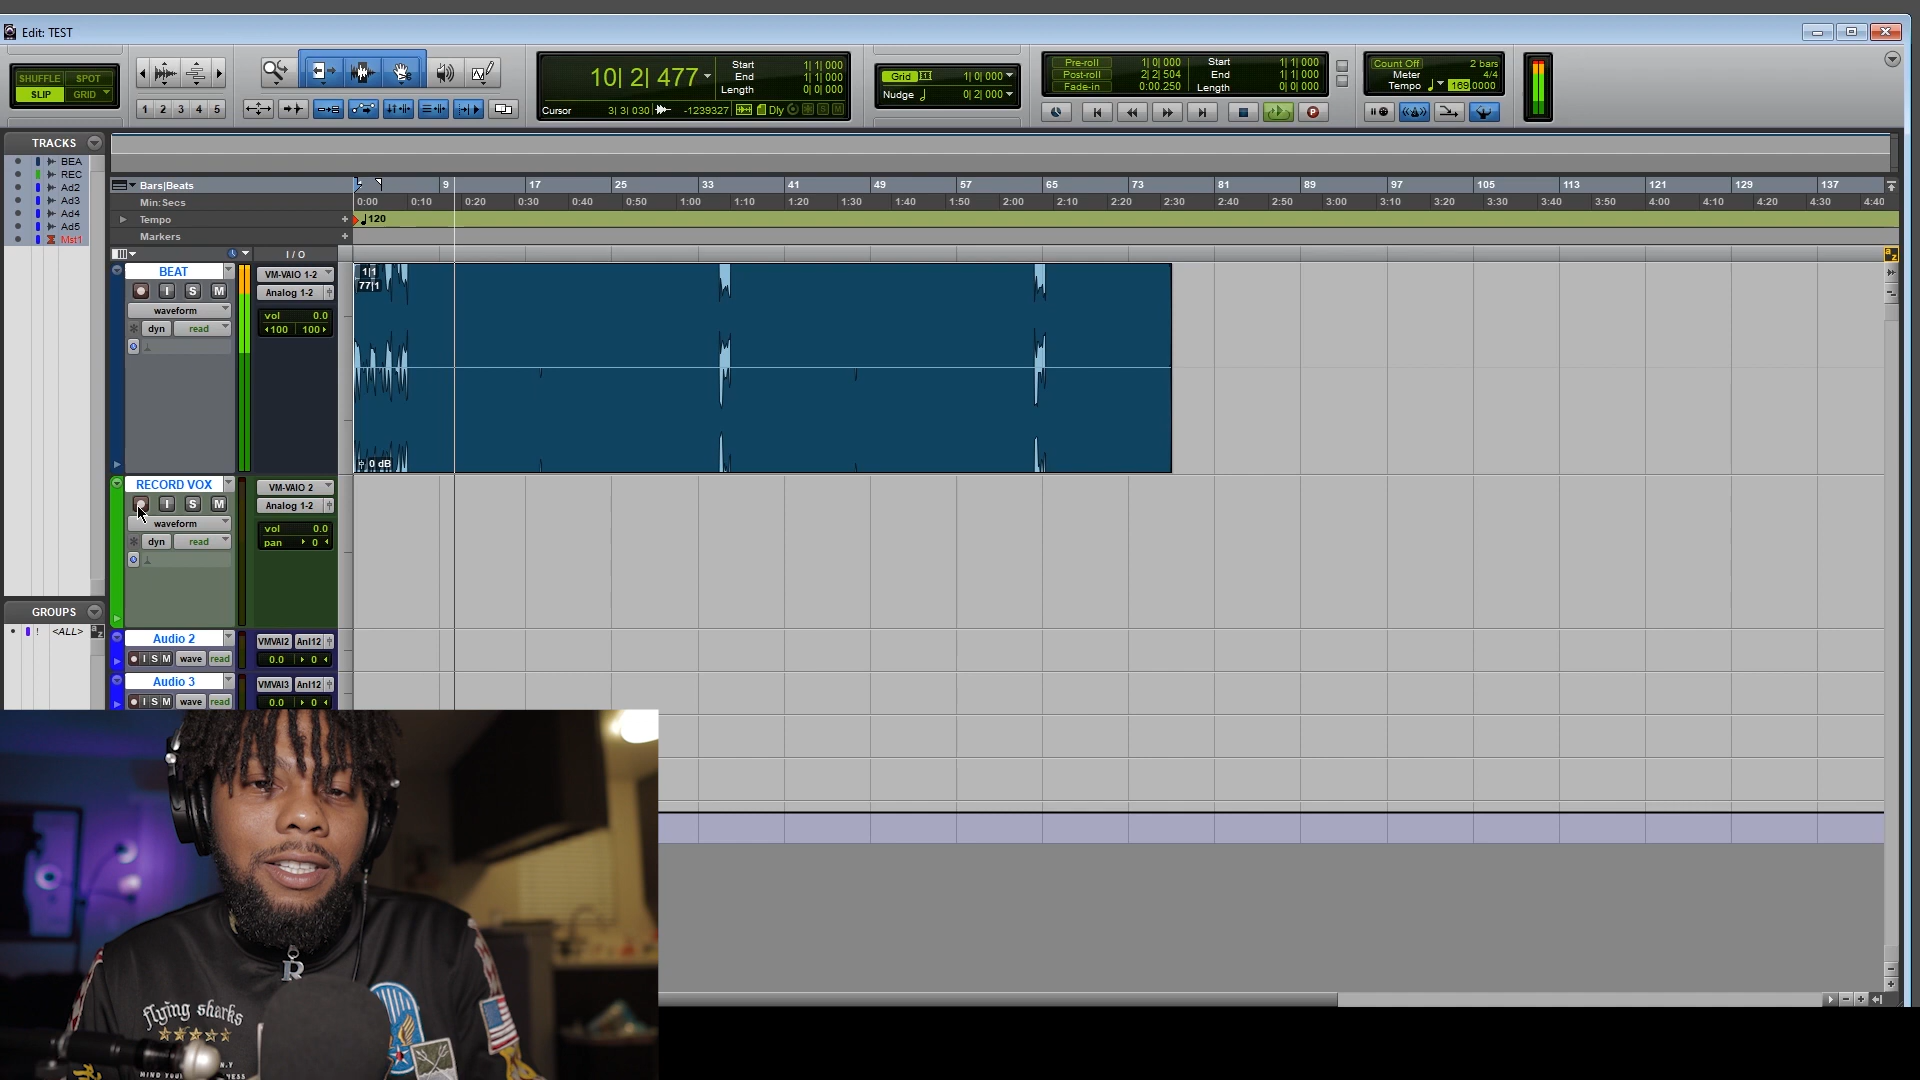 Edit: TEST
SHUFFLE SPOT
SLIP GRID
1 2 3 4 5
10| 2| 477
Start 1| 1| 000
End 1| 1| 000
Length 0| 0| 000
Cursor 3| 3| 030 -1239327 Dly
Grid 1| 0| 000
Nudge 0| 2| 000
Pre-roll 1| 0| 000
Post-roll 2| 2| 504
Fade-in 0:00.250
Start 1| 1| 000
End 1| 1| 000
Length 0| 0| 000
Count Off 2 bars
Meter 4/4
Tempo 169.0000
TRACKS
BEA
REC
Ad2
Ad3
Ad4
Ad5
Mst1
GROUPS
! <ALL>
Bars|Beats 9 17 25 33 41 49 57 65 73 81 89 97 105 113 121 129 137
Min:Secs 0:00 0:10 0:20 0:30 0:40 0:50 1:00 1:10 1:20 1:30 1:40 1:50 2:00 2:10 2:20 2:30 2:40 2:50 3:00 3:10 3:20 3:30 3:40 3:50 4:00 4:10 4:20 4:30 4:40
Tempo + 120
Markers +
I / O
BEAT
I S M
waveform
dyn read
VM-VAIO 1-2
Analog 1-2
vol 0.0
100 100
1|1
77|1
0 dB
RECORD VOX
I S M
waveform
dyn read
VM-VAIO 2
Analog 1-2
vol 0.0
pan 0
Audio 2
I S M wave read
VMVAI2 Anl12
0.0 0
Audio 3
I S M wave read
VMVAI3 Anl12
0.0 0
R
flying sharks